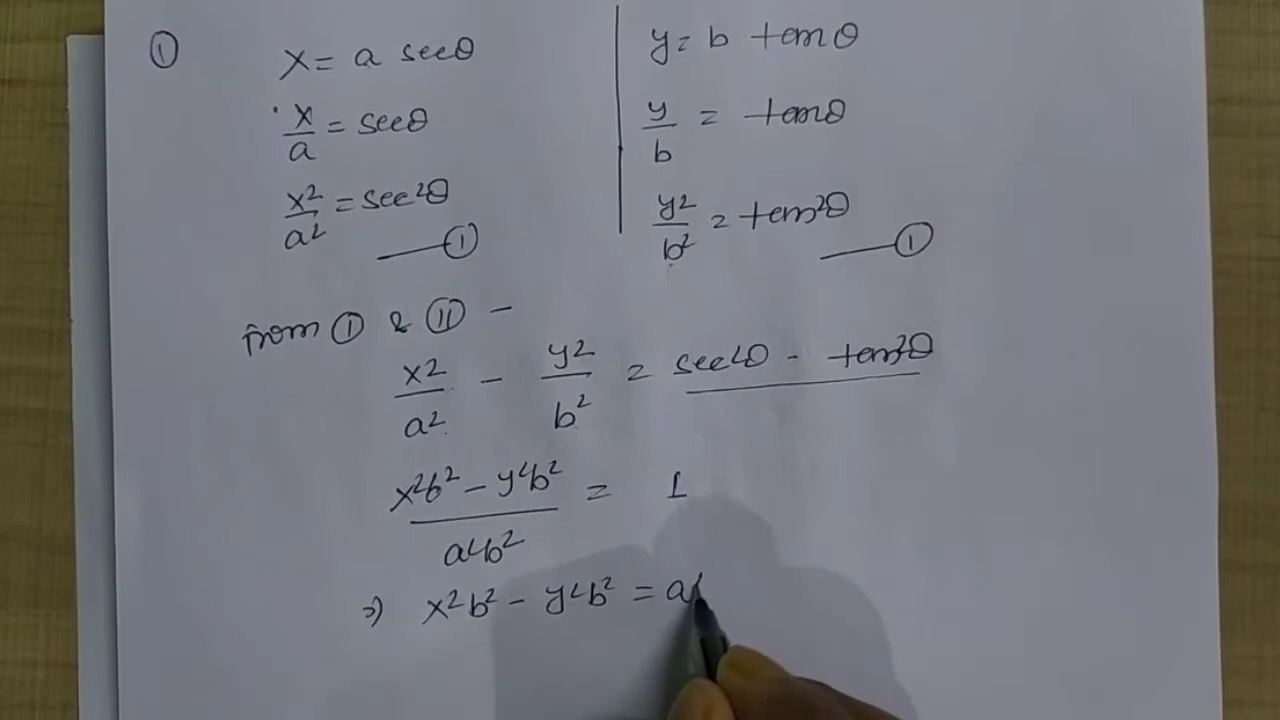 ① x = a secθ
x/a = secθ
x²/a² = sec²θ
—①
y = b tanθ
y/b = tanθ
y²/b² = tan²θ
—①
from ① & ⑪ -
x²/a² - y²/b² = sec²θ - tan²θ
x²b² - y²b² / a²b² = 1
⇒) x²b² - y²b² = a